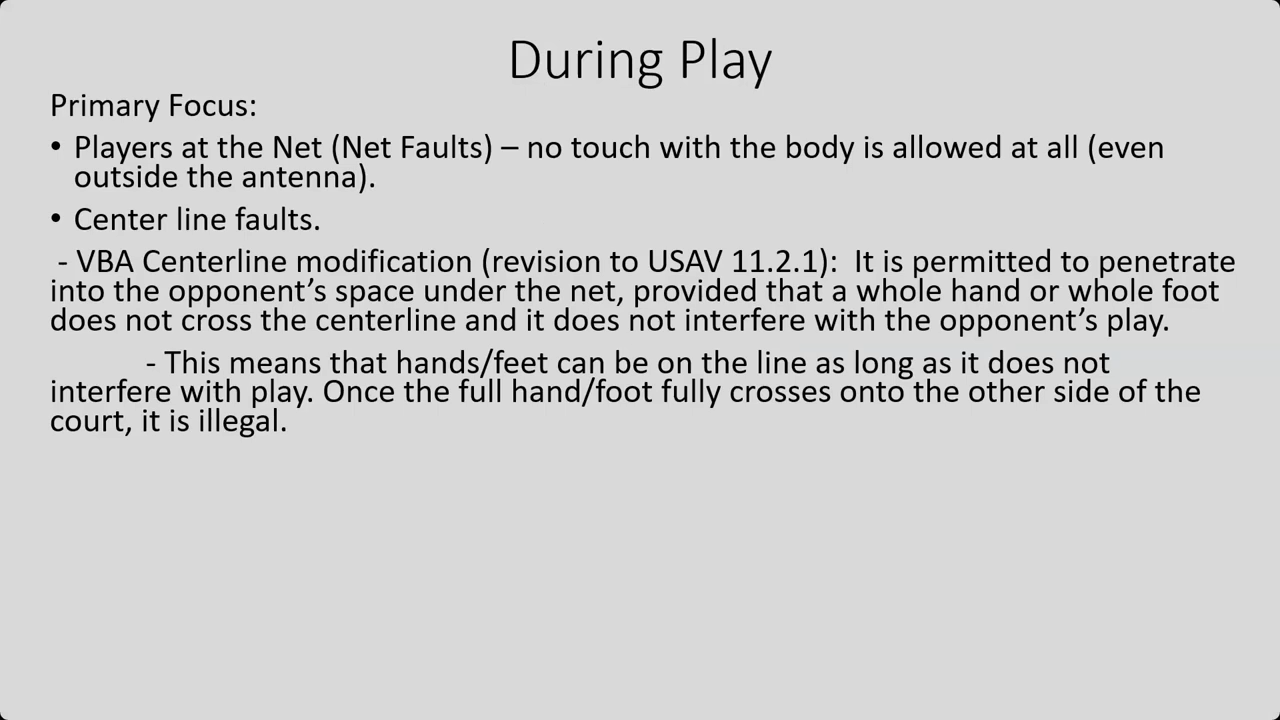 During Play
Primary Focus:
• Players at the Net (Net Faults) – no touch with the body is allowed at all (even
outside the antenna).
• Center line faults.
- VBA Centerline modification (revision to USAV 11.2.1):  It is permitted to penetrate
into the opponent’s space under the net, provided that a whole hand or whole foot
does not cross the centerline and it does not interfere with the opponent’s play.
- This means that hands/feet can be on the line as long as it does not
interfere with play. Once the full hand/foot fully crosses onto the other side of the
court, it is illegal.